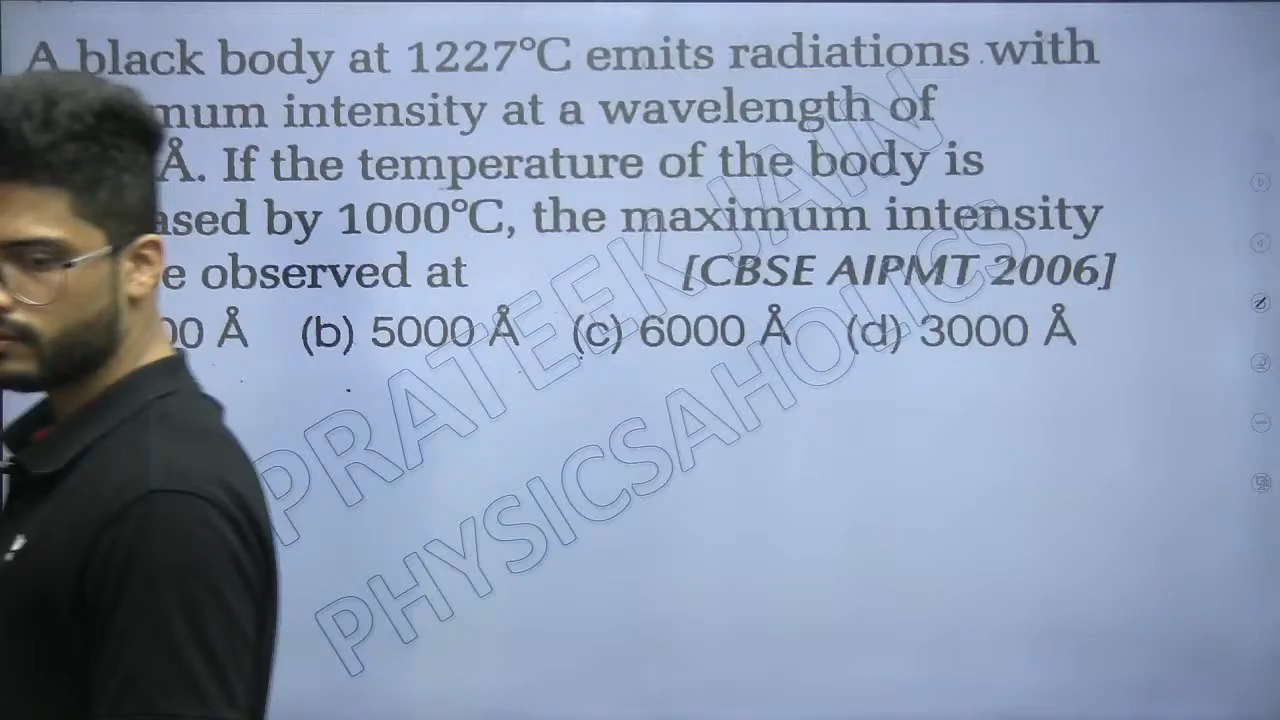 A black body at 1227°C emits radiations with
mum intensity at a wavelength of
Å. If the temperature of the body is
ased by 1000°C, the maximum intensity
e observed at [CBSE AIPMT 2006]
00 Å (b) 5000 Å (c) 6000 Å (d) 3000 Å
PRATEEK JAIN
PHYSICSAHOLICS